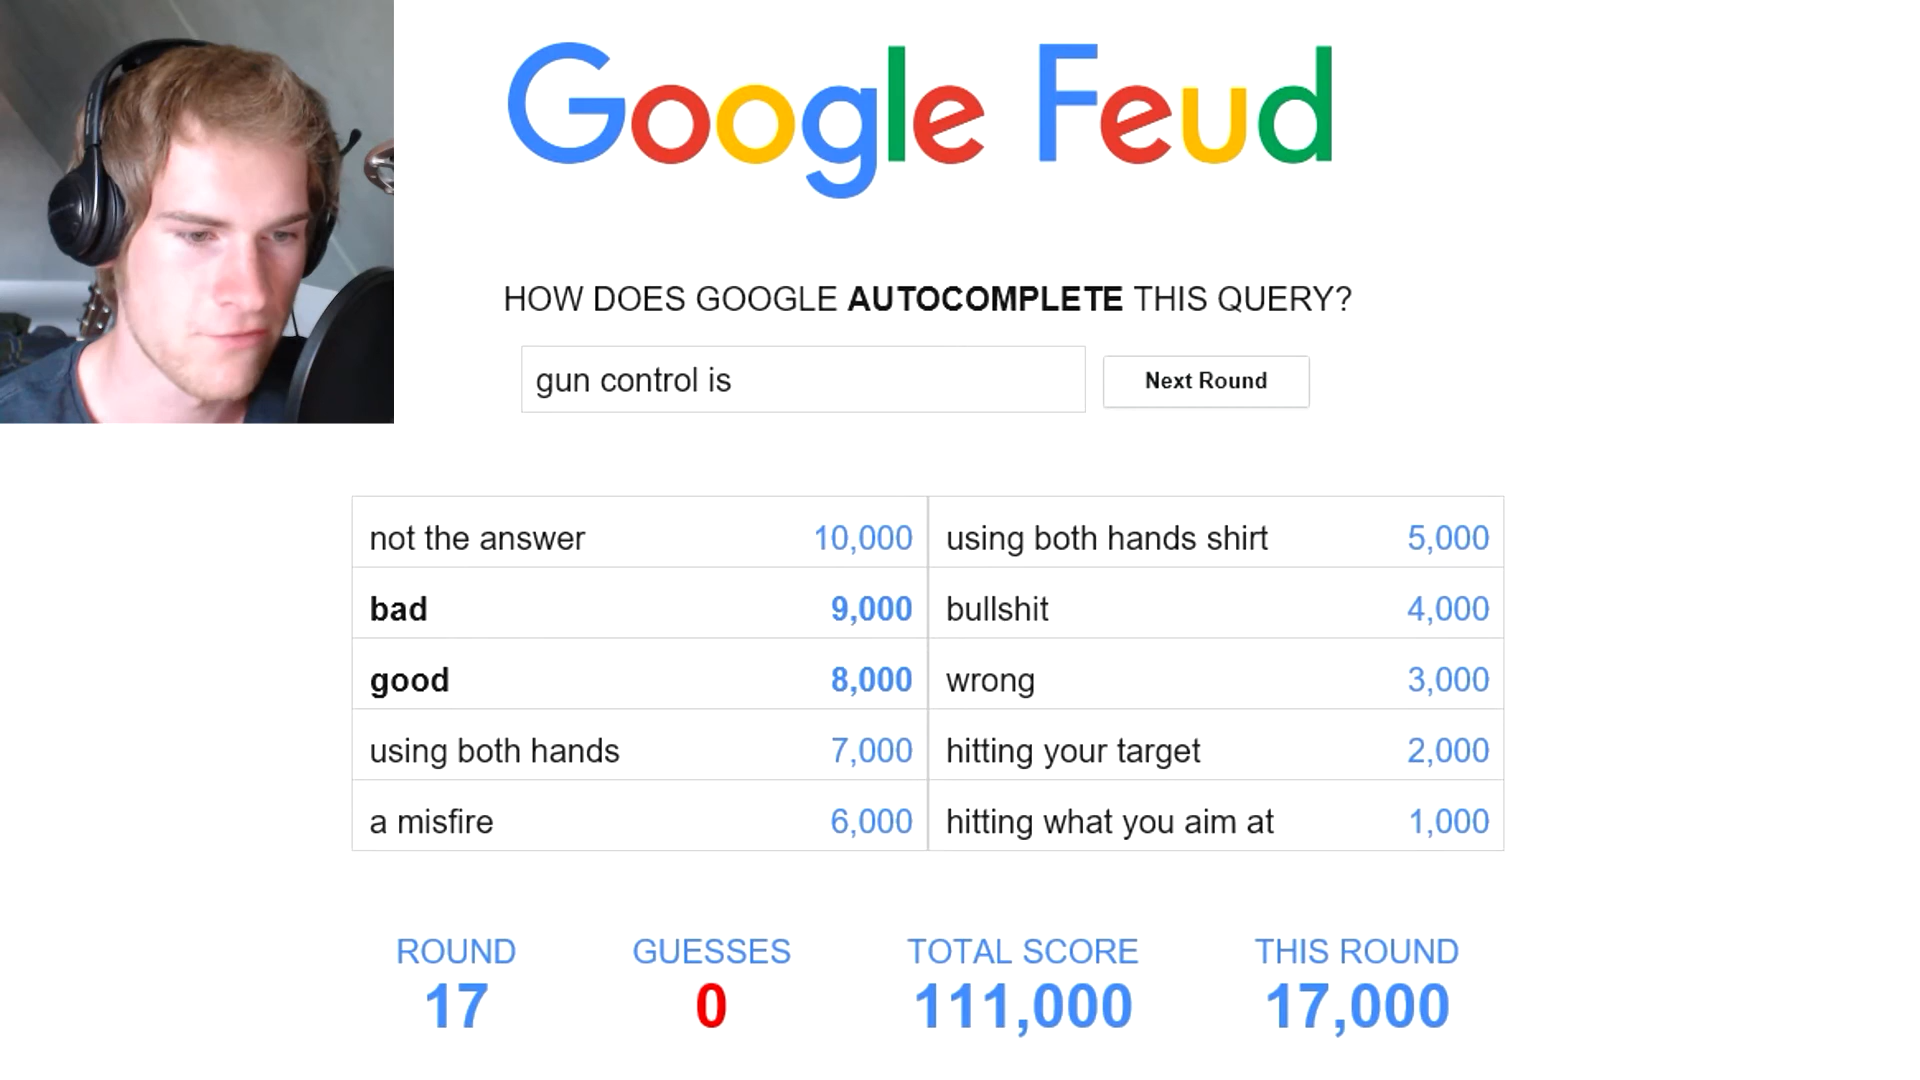 Google Feud
HOW DOES GOOGLE AUTOCOMPLETE THIS QUERY?
gun control is
Next Round
not the answer 10,000 using both hands shirt 5,000
bad 9,000 bullshit 4,000
good 8,000 wrong 3,000
using both hands 7,000 hitting your target 2,000
a misfire 6,000 hitting what you aim at 1,000
ROUND GUESSES TOTAL SCORE THIS ROUND
17 0 111,000 17,000